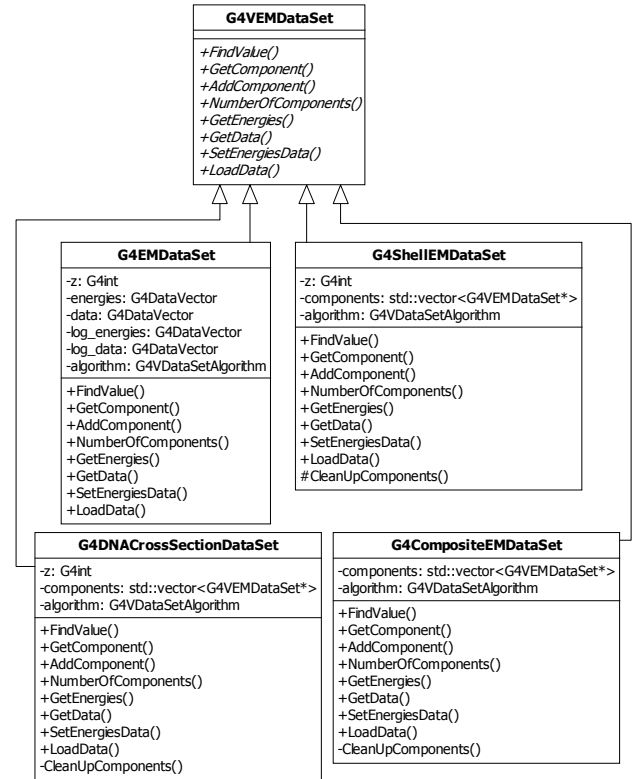 G4VEMDataSet
+FindValue()
+GetComponent()
+AddComponent()
+NumberOfComponents()
+GetEnergies()
+GetData()
+SetEnergiesData()
+LoadData()
G4EMDataSet
-z: G4int
-energies: G4DataVector
-data: G4DataVector
-log_energies: G4DataVector
-log_data: G4DataVector
-algorithm: G4VDataSetAlgorithm
+FindValue()
+GetComponent()
+AddComponent()
+NumberOfComponents()
+GetEnergies()
+GetData()
+SetEnergiesData()
+LoadData()
G4ShellEMDataSet
-z: G4int
-components: std::vector<G4VEMDataSet*>
-algorithm: G4VDataSetAlgorithm
+FindValue()
+GetComponent()
+AddComponent()
+NumberOfComponents()
+GetEnergies()
+GetData()
+SetEnergiesData()
+LoadData()
#CleanUpComponents()
G4DNACrossSectionDataSet
-z: G4int
-components: std::vector<G4VEMDataSet*>
-algorithm: G4VDataSetAlgorithm
+FindValue()
+GetComponent()
+AddComponent()
+NumberOfComponents()
+GetEnergies()
+GetData()
+SetEnergiesData()
+LoadData()
-CleanUpComponents()
G4CompositeEMDataSet
-components: std::vector<G4VEMDataSet*>
-algorithm: G4VDataSetAlgorithm
+FindValue()
+GetComponent()
+AddComponent()
+NumberOfComponents()
+GetEnergies()
+GetData()
+SetEnergiesData()
+LoadData()
-CleanUpComponents()